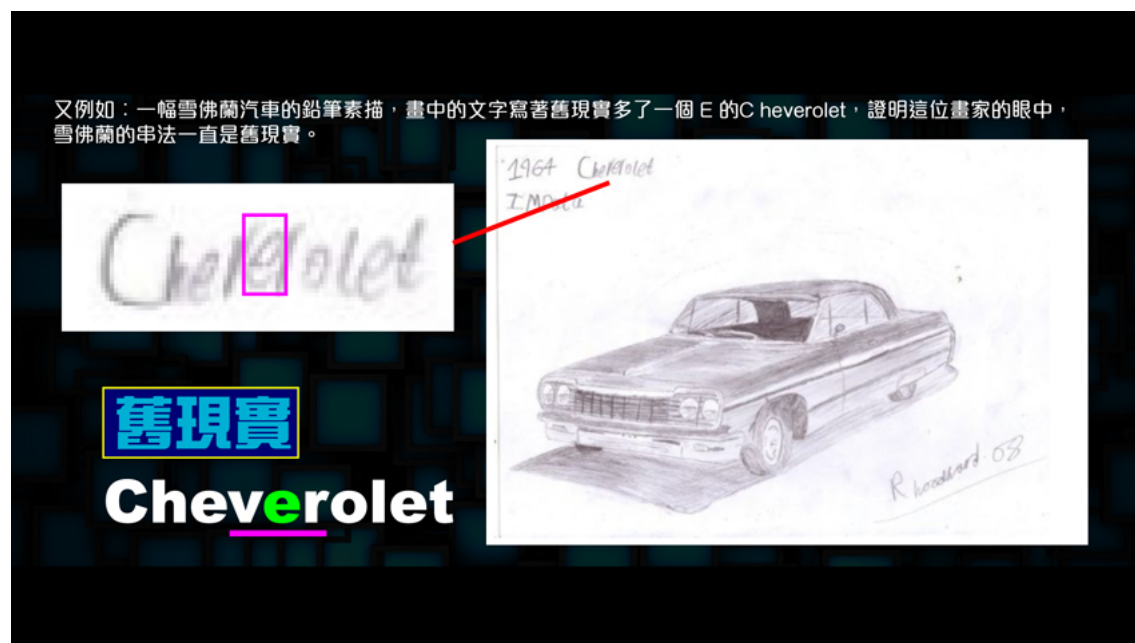 又例如：一幅雪佛蘭汽車的鉛筆素描，畫中的文字寫著舊現實多了一個 E 的C heverolet，證明這位畫家的眼中，
雪佛蘭的串法一直是舊現實。
1964 Cheverolet
IMPala
Cheverolet
舊現實
Cheverolet